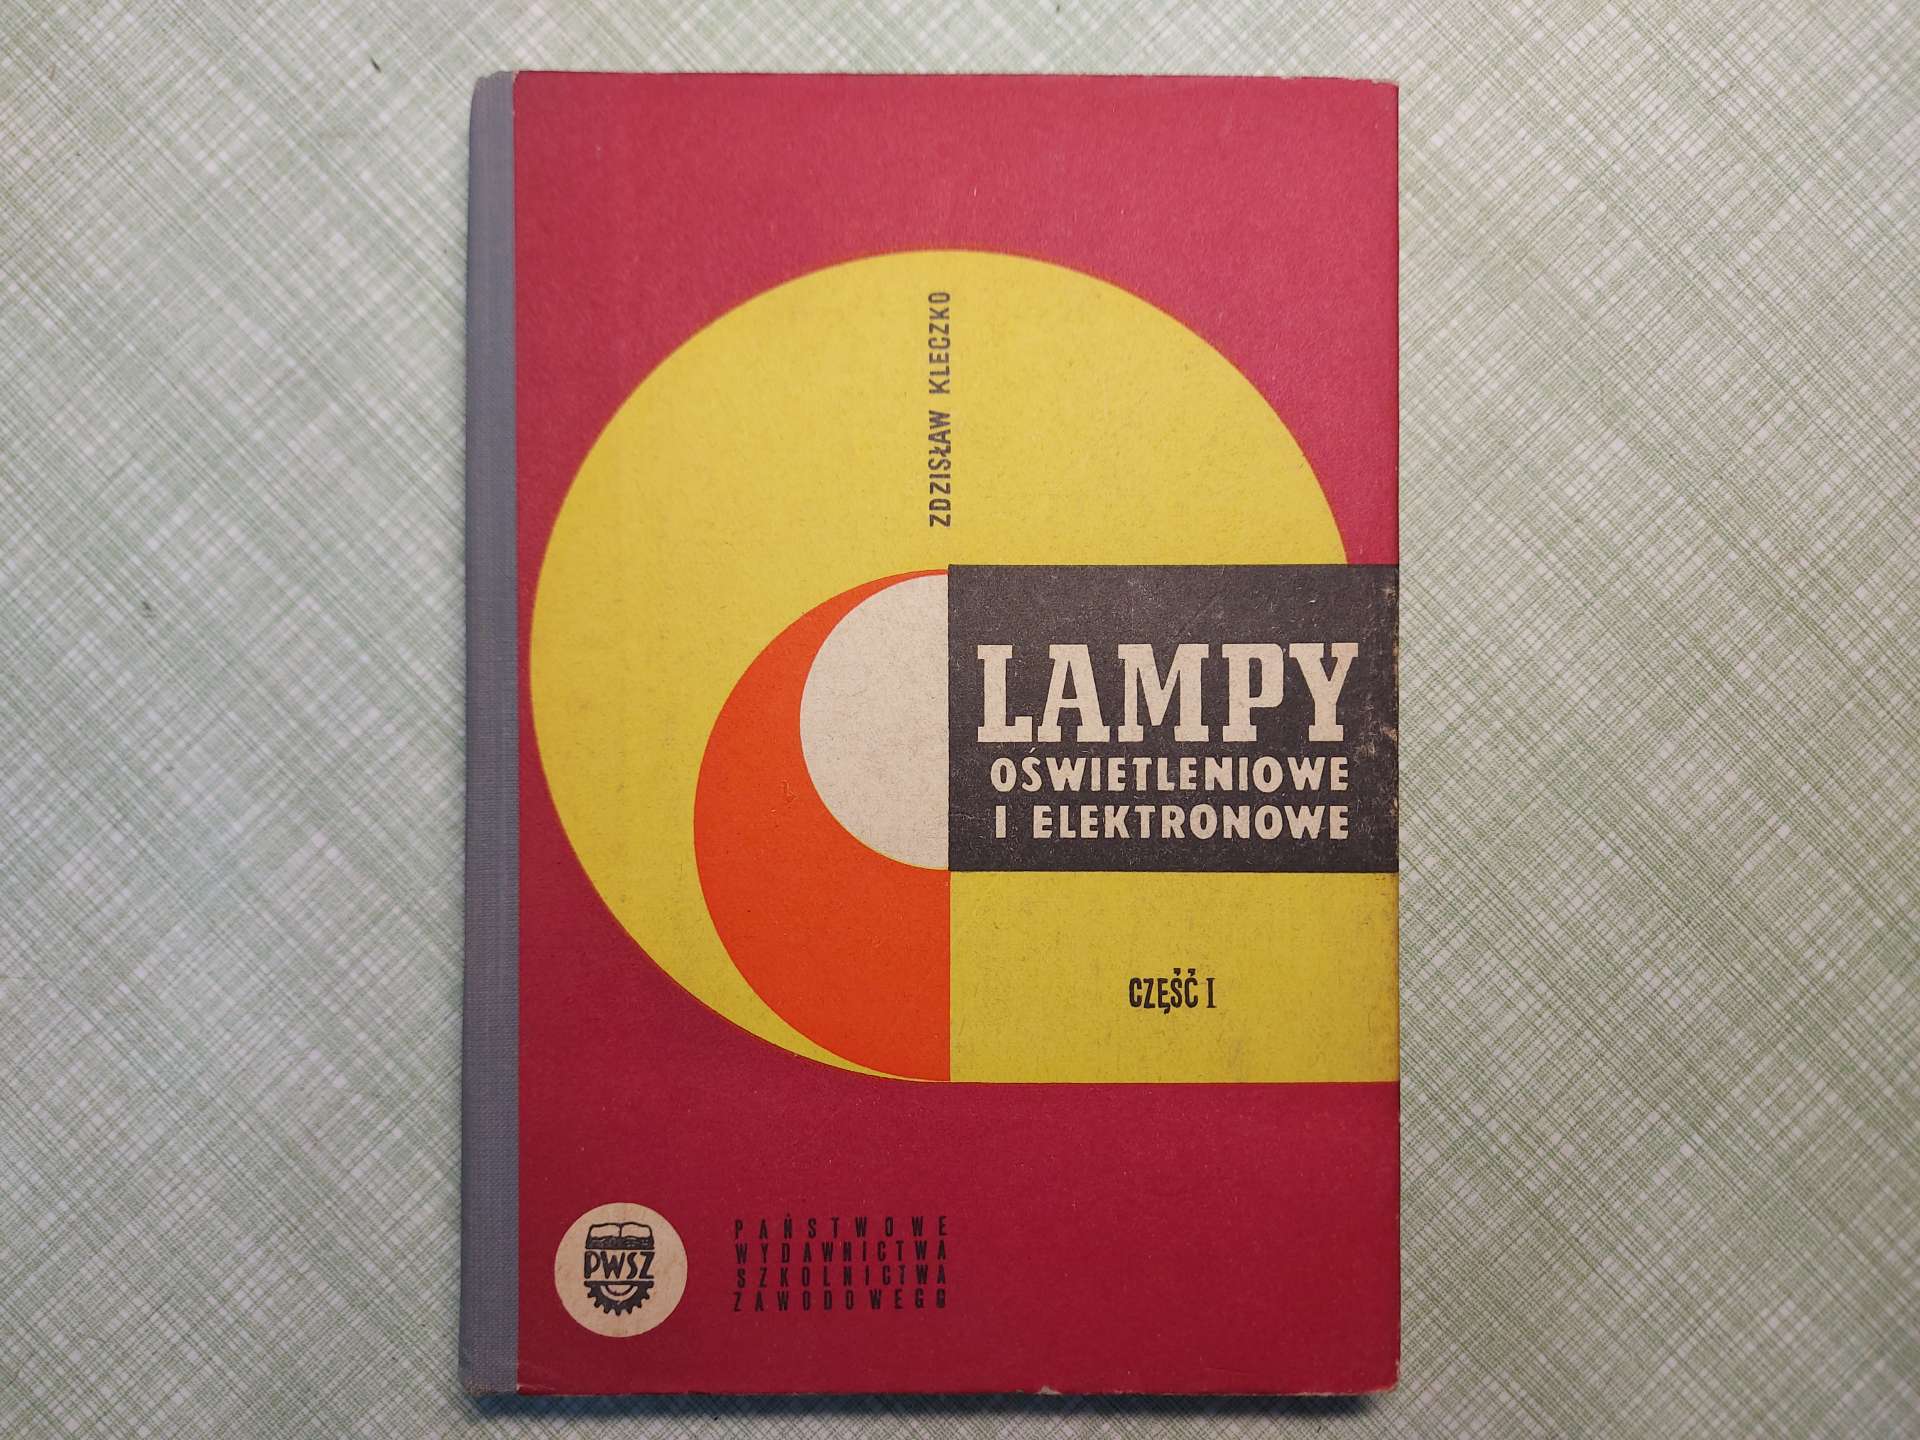 ZDZISŁAW KLECZKO
LAMPY
OŚWIETLENIOWE
I ELEKTRONOWE
CZĘŚĆ I
PWSZ
PAŃSTWOWE
WYDAWNICTWA
SZKOLNICTWA
ZAWODOWEGO